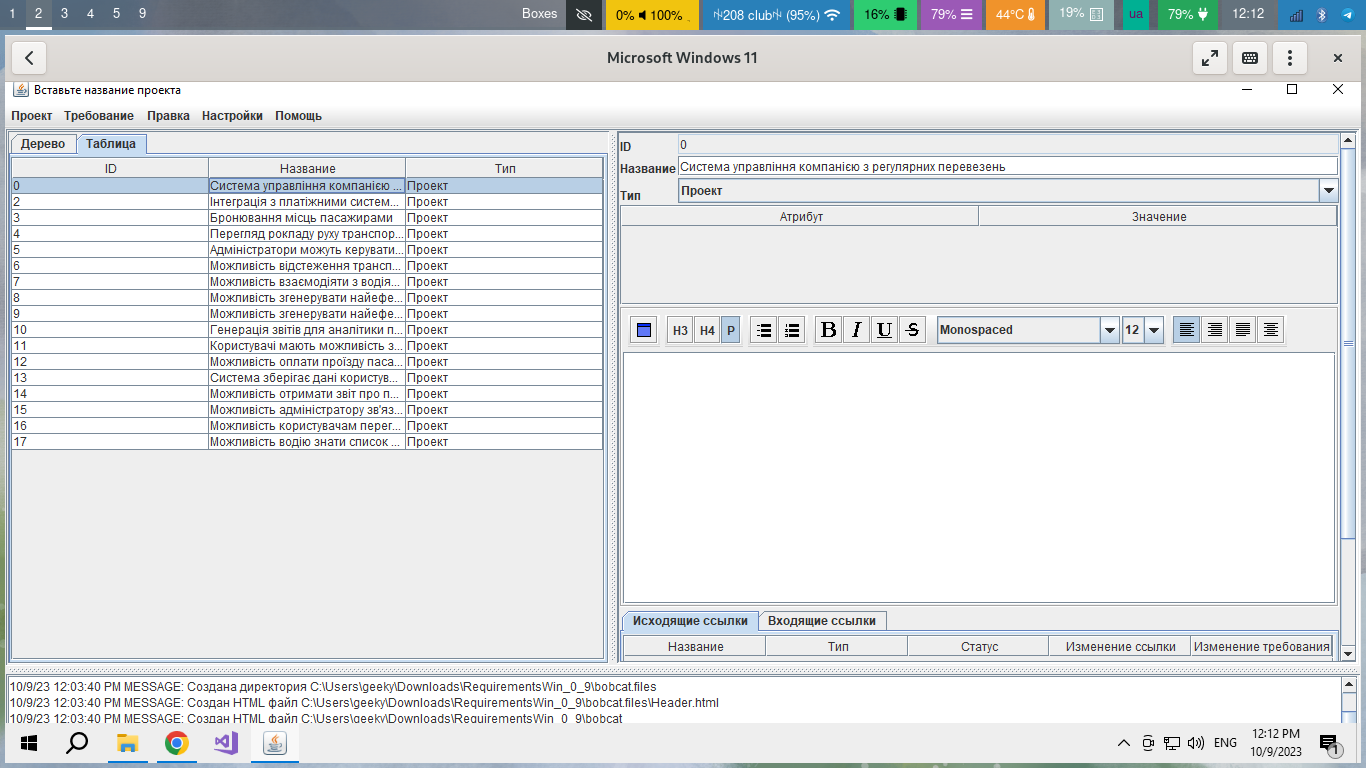 1 2 3 4 5 9 Boxes 0% 100% 208 club (95%) 16% 79% 44°C 19% ua 79% 12:12
Microsoft Windows 11
Вставьте название проекта
Проект Требование Правка Настройки Помощь
Дерево Таблица
ID Название Тип
0 Система управління компанією ... Проект
2 Інтеграція з платіжними систем... Проект
3 Бронювання місць пасажирами Проект
4 Перегляд рокладу руху транспор... Проект
5 Адміністратори можуть керувати... Проект
6 Можливість відстеження трансп... Проект
7 Можливість взаємодіяти з водія... Проект
8 Можливість згенерувати найефе... Проект
9 Можливість згенерувати найефе... Проект
10 Генерація звітів для аналітики п... Проект
11 Користувачі мають можливість з... Проект
12 Можливість оплати проїзду паса... Проект
13 Система зберігає дані користув... Проект
14 Можливість отримати звіт про п... Проект
15 Можливість адміністратору зв'яз... Проект
16 Можливість користувачам перег... Проект
17 Можливість водію знати список ... Проект
ID 0
Название Система управління компанією з регулярних перевезень
Тип Проект
Атрибут Значение
H3 H4 P B I U S Monospaced 12
Исходящие ссылки Входящие ссылки
Название Тип Статус Изменение ссылки Изменение требования
10/9/23 12:03:40 PM MESSAGE: Создана директория C:\Users\geeky\Downloads\RequirementsWin_0_9\bobcat.files
10/9/23 12:03:40 PM MESSAGE: Создан HTML файл C:\Users\geeky\Downloads\RequirementsWin_0_9\bobcat.files\Header.html
10/9/23 12:03:40 PM MESSAGE: Создан HTML файл C:\Users\geeky\Downloads\RequirementsWin_0_9\bobcat
ENG 12:12 PM
10/9/2023 1